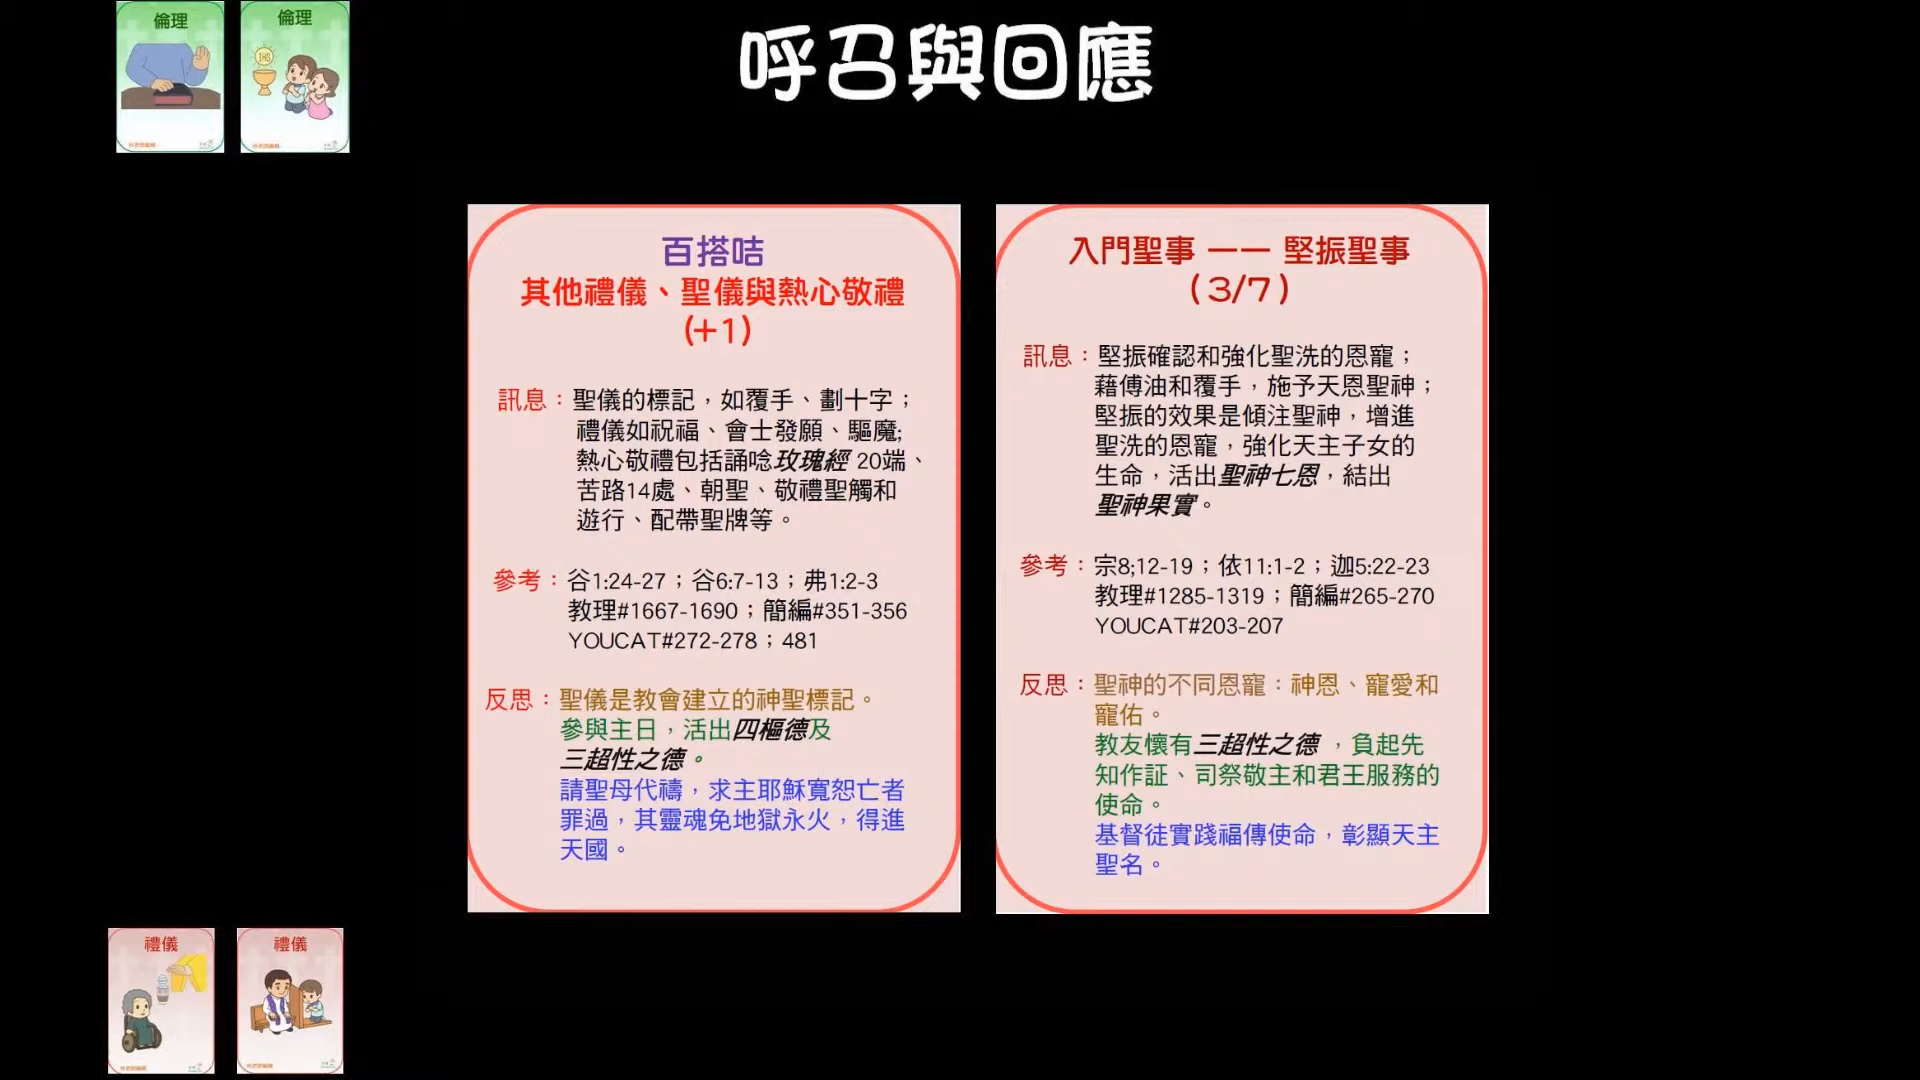 倫理
倫理
呼召與回應
百搭咭
其他禮儀、聖儀與熱心敬禮
(+1)
訊息：聖儀的標記，如覆手、劃十字；
禮儀如祝福、會士發願、驅魔;
熱心敬禮包括誦唸玫瑰經 20端、
苦路14處、朝聖、敬禮聖觸和
遊行、配帶聖牌等。
參考：谷1:24-27；谷6:7-13；弗1:2-3
教理#1667-1690；簡編#351-356
YOUCAT#272-278；481
反思：聖儀是教會建立的神聖標記。
參與主日，活出四樞德及
三超性之德。
請聖母代禱，求主耶穌寬恕亡者
罪過，其靈魂免地獄永火，得進
天國。
入門聖事 一一 堅振聖事
（3/7）
訊息：堅振確認和強化聖洗的恩寵；
藉傅油和覆手，施予天恩聖神；
堅振的效果是傾注聖神，增進
聖洗的恩寵，強化天主子女的
生命，活出聖神七恩，結出
聖神果實。
參考：宗8;12-19；依11:1-2；迦5:22-23
教理#1285-1319；簡編#265-270
YOUCAT#203-207
反思：聖神的不同恩寵：神恩、寵愛和
寵佑。
教友懷有三超性之德 ，負起先
知作証、司祭敬主和君王服務的
使命。
基督徒實踐福傳使命，彰顯天主
聖名。
禮儀
禮儀